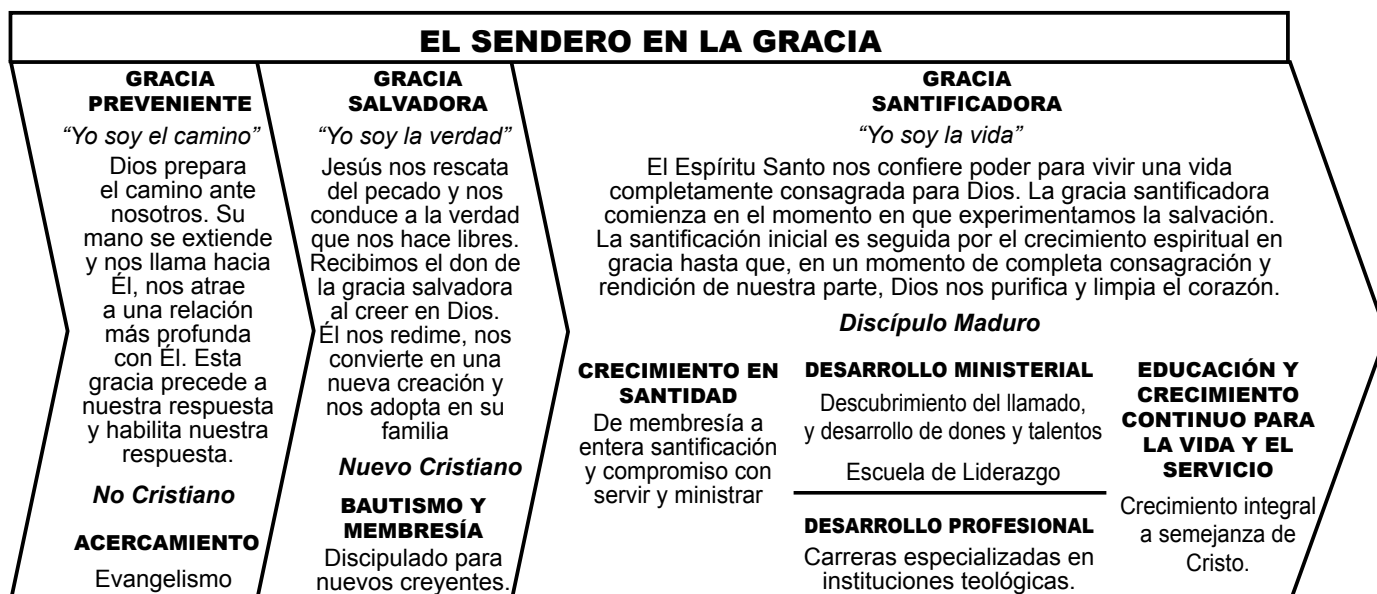 EL SENDERO EN LA GRACIA
GRACIA
PREVENIENTE
“Yo soy el camino”
Dios prepara
el camino ante
nosotros. Su
mano se extiende
y nos llama hacia
Él, nos atrae
a una relación
más profunda
con Él. Esta
gracia precede a
nuestra respuesta
y habilita nuestra
respuesta.
No Cristiano
ACERCAMIENTO
Evangelismo
GRACIA
SALVADORA
“Yo soy la verdad”
Jesús nos rescata
del pecado y nos
conduce a la verdad
que nos hace libres.
Recibimos el don de
la gracia salvadora
al creer en Dios.
Él nos redime, nos
convierte en una
nueva creación y
nos adopta en su
familia
Nuevo Cristiano
BAUTISMO Y
MEMBRESÍA
Discipulado para
nuevos creyentes.
GRACIA
SANTIFICADORA
“Yo soy la vida”
El Espíritu Santo nos confiere poder para vivir una vida
completamente consagrada para Dios. La gracia santificadora
comienza en el momento en que experimentamos la salvación.
La santificación inicial es seguida por el crecimiento espiritual en
gracia hasta que, en un momento de completa consagración y
rendición de nuestra parte, Dios nos purifica y limpia el corazón.
Discípulo Maduro
CRECIMIENTO EN
SANTIDAD
De membresía a
entera santificación
y compromiso con
servir y ministrar
DESARROLLO MINISTERIAL
Descubrimiento del llamado,
y desarrollo de dones y talentos
Escuela de Liderazgo
DESARROLLO PROFESIONAL
Carreras especializadas en
instituciones teológicas.
EDUCACIÓN Y
CRECIMIENTO
CONTINUO PARA
LA VIDA Y EL
SERVICIO
Crecimiento integral
a semejanza de
Cristo.